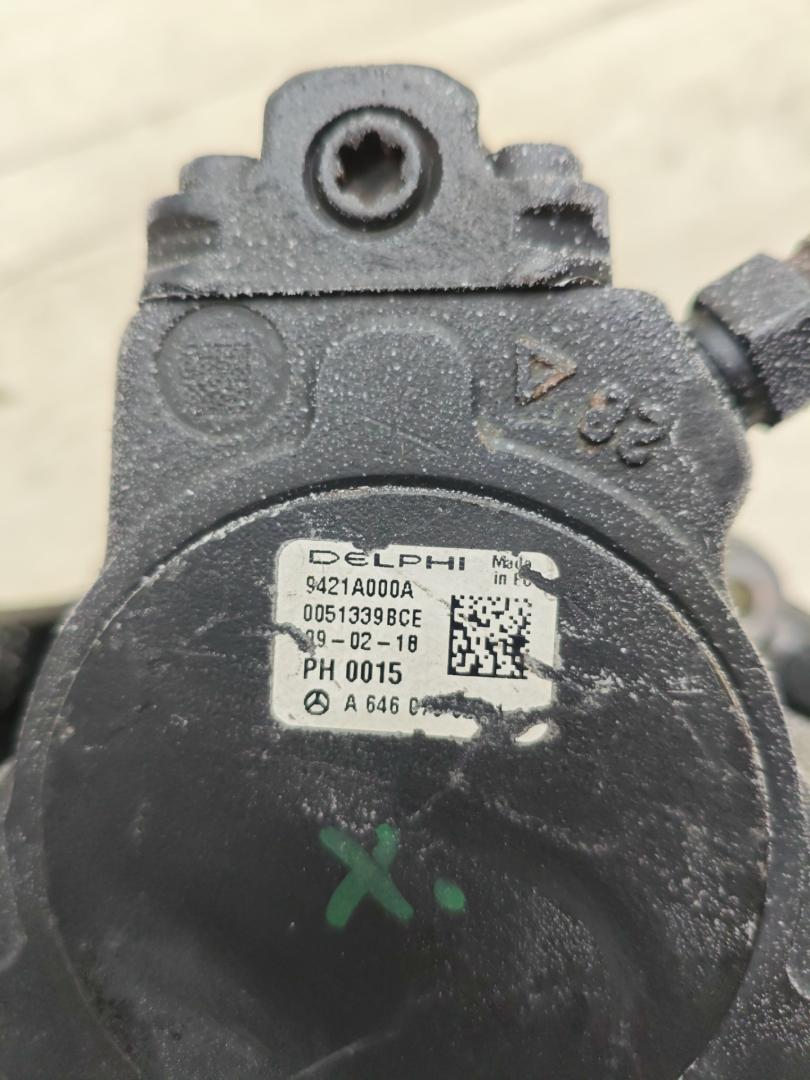 82
DELPHI
Made
in
9421A000A
0051339BCE
09-02-18
PH 0015
A 646
X.